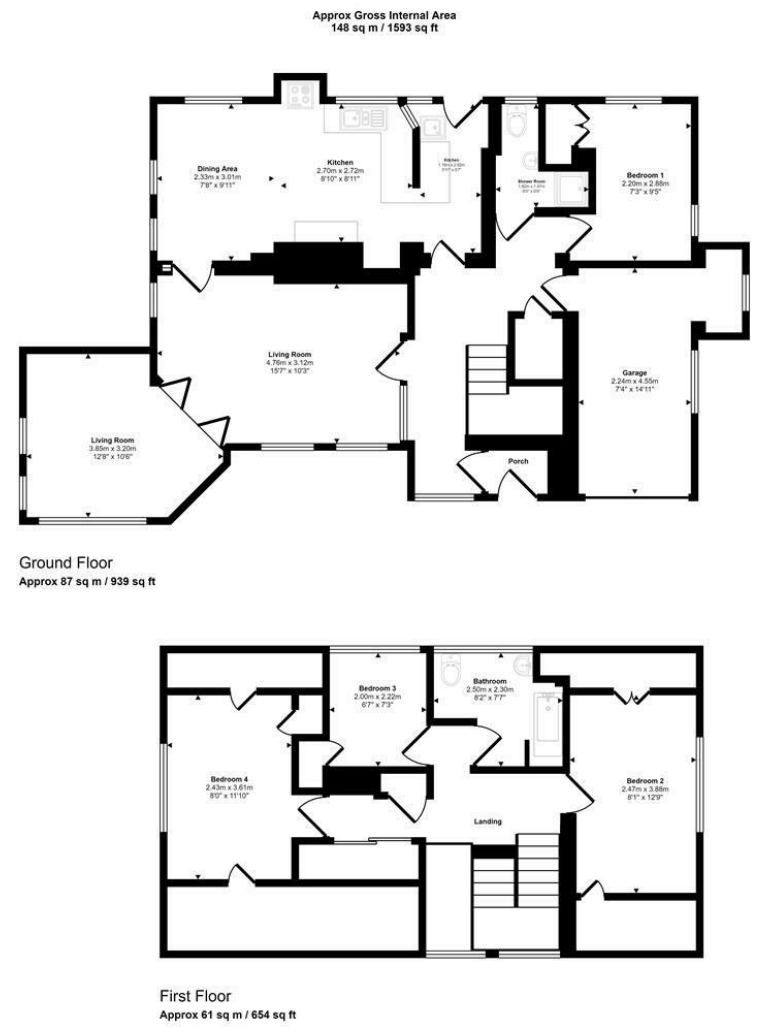 Approx Gross Internal Area
148 sq m / 1593 sq ft
Dining Area
2.33m x 3.01m
7'8" x 9'11"
Kitchen
2.70m x 2.72m
8'10" x 8'11"
Kitchen
Shower Room
Bedroom 1
2.20m x 2.88m
7'3" x 9'5"
Living Room
4.76m x 3.12m
15'7" x 10'3"
Garage
2.24m x 4.55m
7'4" x 14'11"
Living Room
3.85m x 3.20m
12'8" x 10'6"
Porch
Ground Floor
Approx 87 sq m / 939 sq ft
Bedroom 3
2.00m x 2.22m
6'7" x 7'3"
Bathroom
2.50m x 2.30m
8'2" x 7'7"
Bedroom 4
2.43m x 3.61m
8'0" x 11'10"
Bedroom 2
2.47m x 3.88m
8'1" x 12'9"
Landing
First Floor
Approx 61 sq m / 654 sq ft